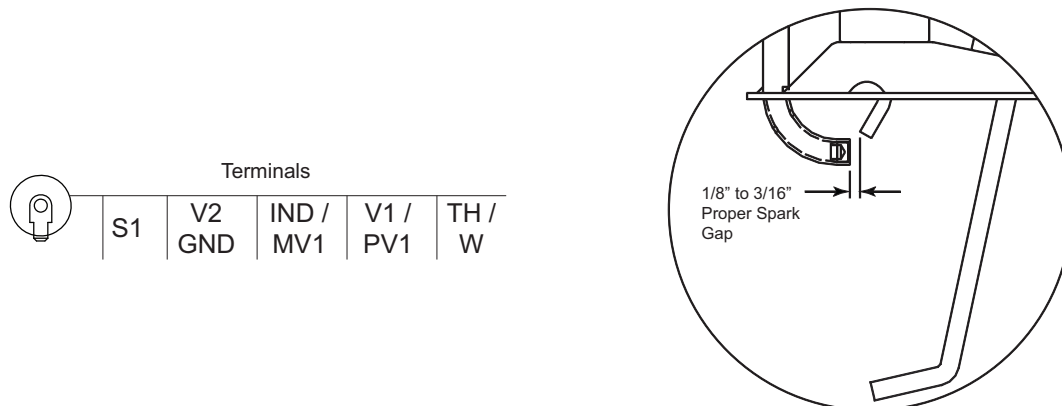 Terminals
S1
V2
GND
IND /
MV1
V1 /
PV1
TH /
W
1/8” to 3/16”
Proper Spark
Gap